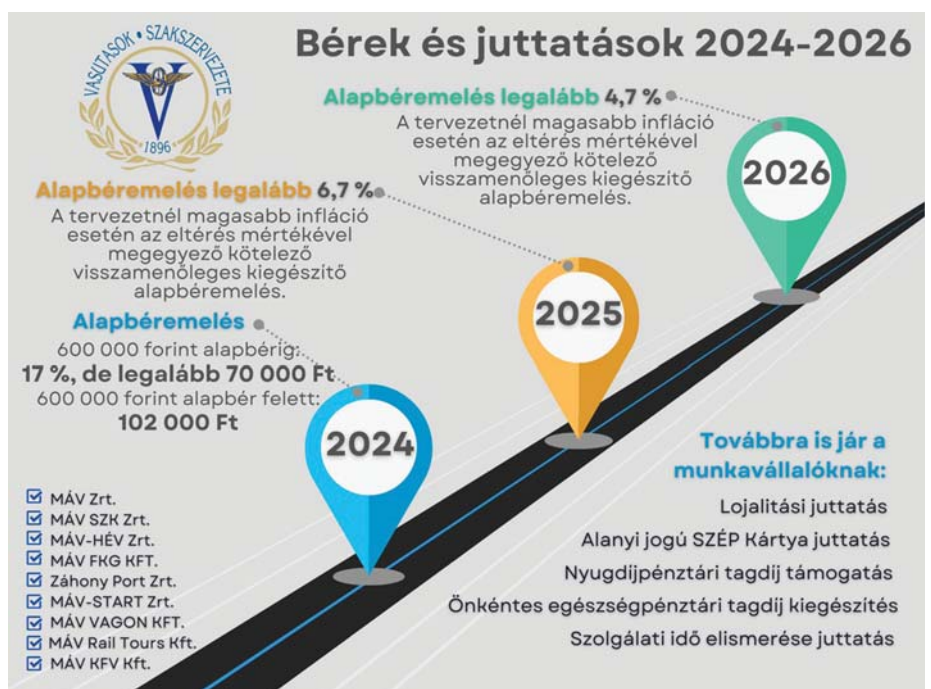 VASUTASOK • SZAKSZERVEZETE
V
1896
Bérek és juttatások 2024-2026
Alapbéremelés legalább 4,7 %
A tervezetnél magasabb infláció
esetén az eltérés mértékével
megegyező kötelező
visszamenőleges kiegészítő
alapbéremelés.
2026
Alapbéremelés legalább 6,7 %
A tervezetnél magasabb infláció
esetén az eltérés mértékével
megegyező kötelező
visszamenőleges kiegészítő
alapbéremelés.
2025
Alapbéremelés
600 000 forint alapbérig:
17 %, de legalább 70 000 Ft
600 000 forint alapbér felett:
102 000 Ft
2024
MÁV Zrt.
MÁV SZK Zrt.
MÁV-HÉV Zrt.
MÁV FKG KFT.
Záhony Port Zrt.
MÁV-START Zrt.
MÁV VAGON KFT.
MÁV Rail Tours Kft.
MÁV KFV Kft.
Továbbra is jár a
munkavállalóknak:
Lojalitási juttatás
Alanyi jogú SZÉP Kártya juttatás
Nyugdíjpénztári tagdíj támogatás
Önkéntes egészségpénztári tagdíj kiegészítés
Szolgálati idő elismerése juttatás